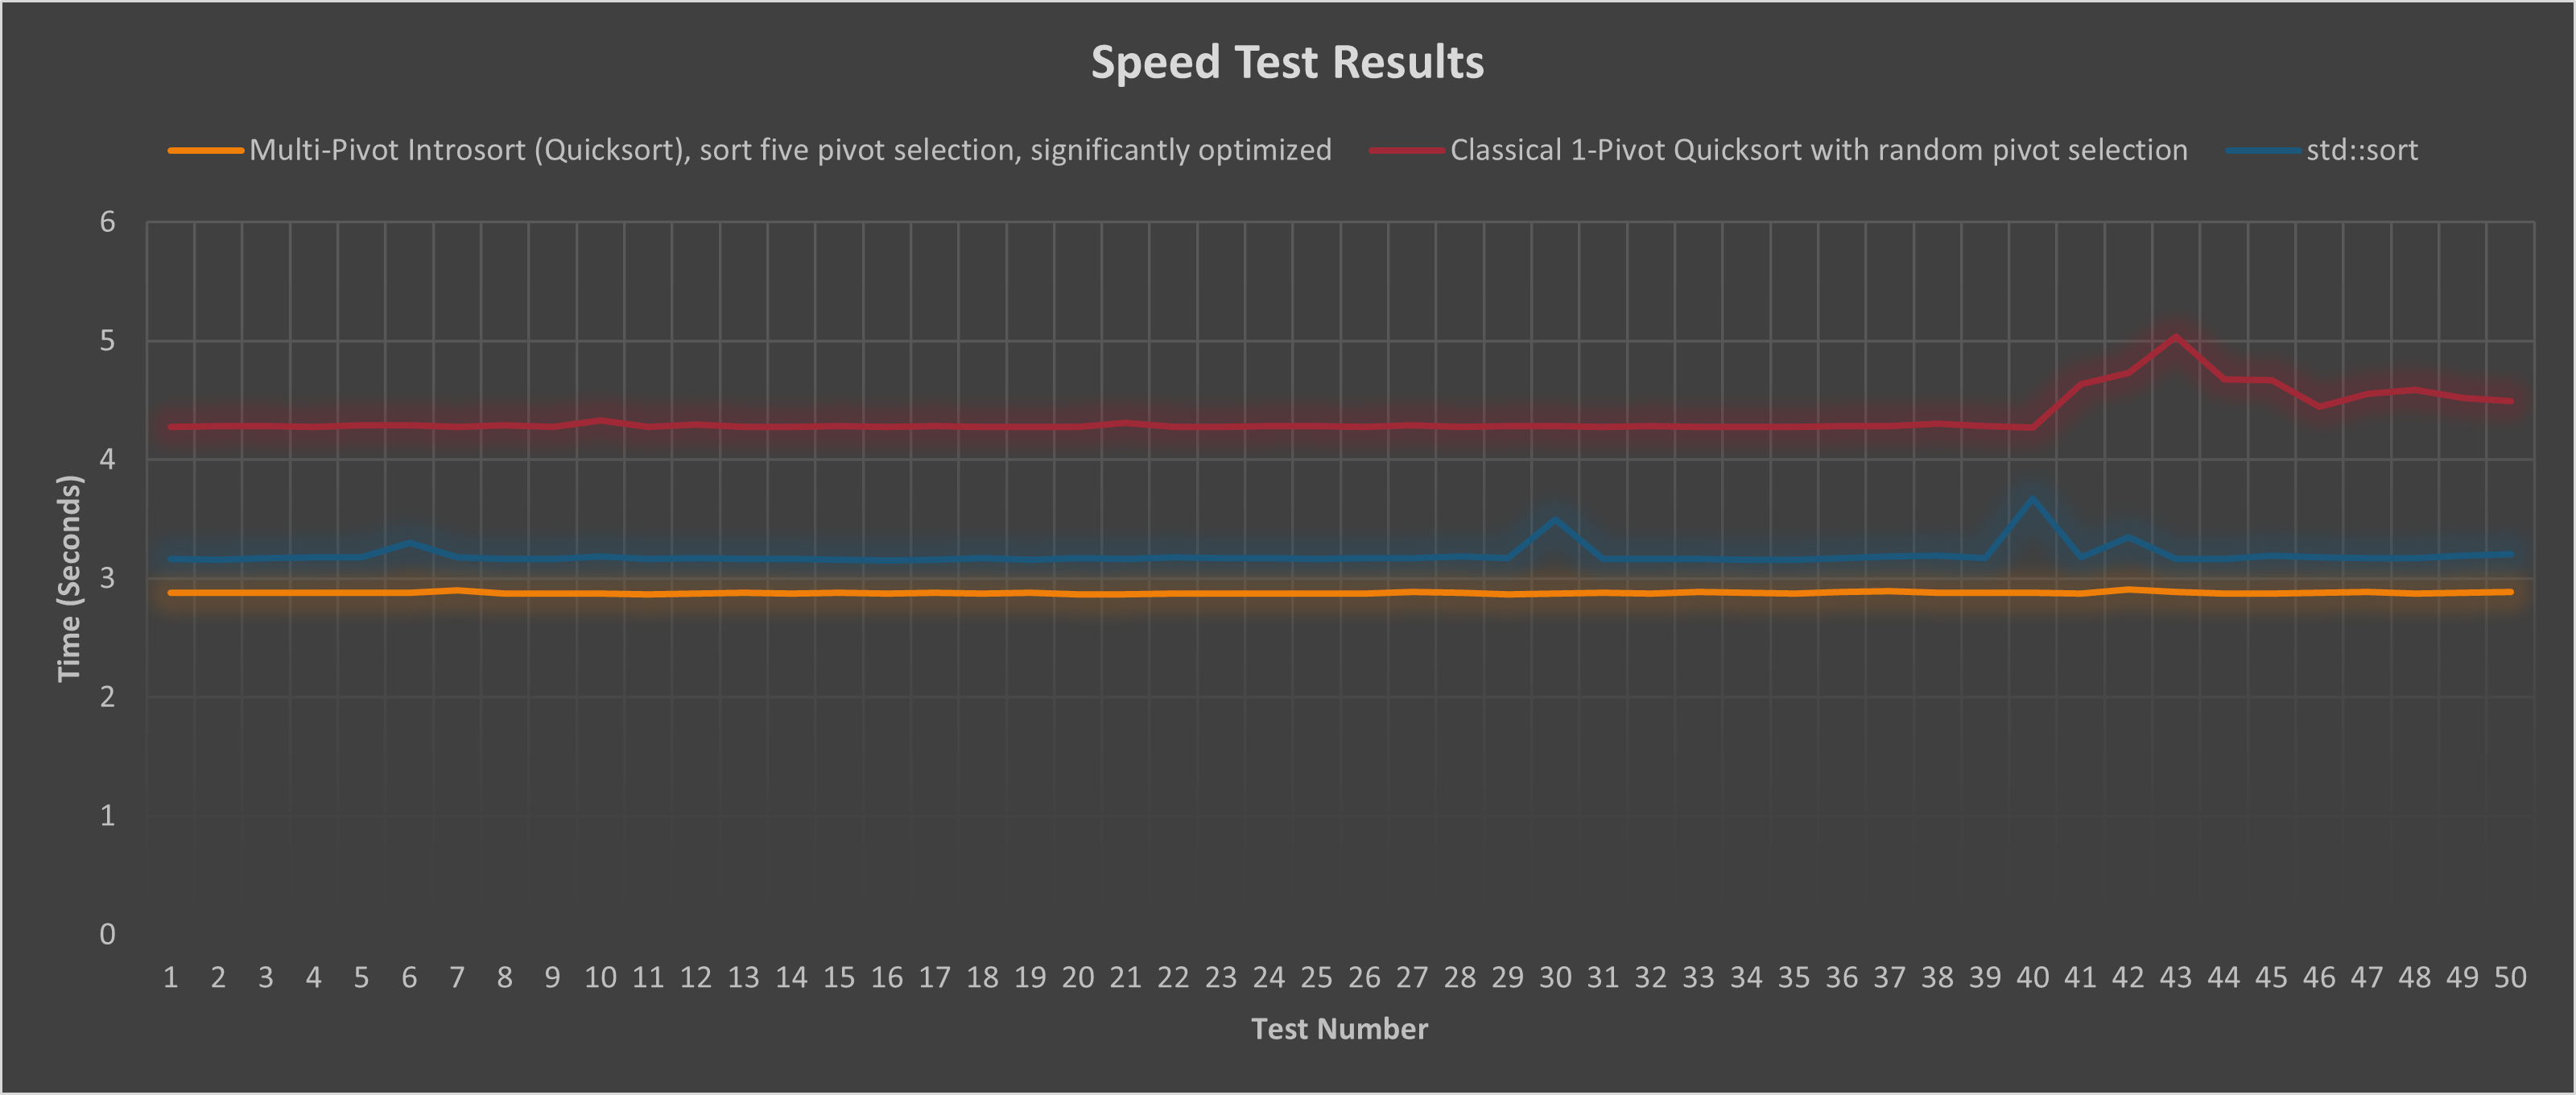 Speed Test Results
Multi-Pivot Introsort (Quicksort), sort five pivot selection, significantly optimized Classical 1-Pivot Quicksort with random pivot selection std::sort
6
5
4
3
2
1
0
Time (Seconds)
1 2 3 4 5 6 7 8 9 10 11 12 13 14 15 16 17 18 19 20 21 22 23 24 25 26 27 28 29 30 31 32 33 34 35 36 37 38 39 40 41 42 43 44 45 46 47 48 49 50
Test Number